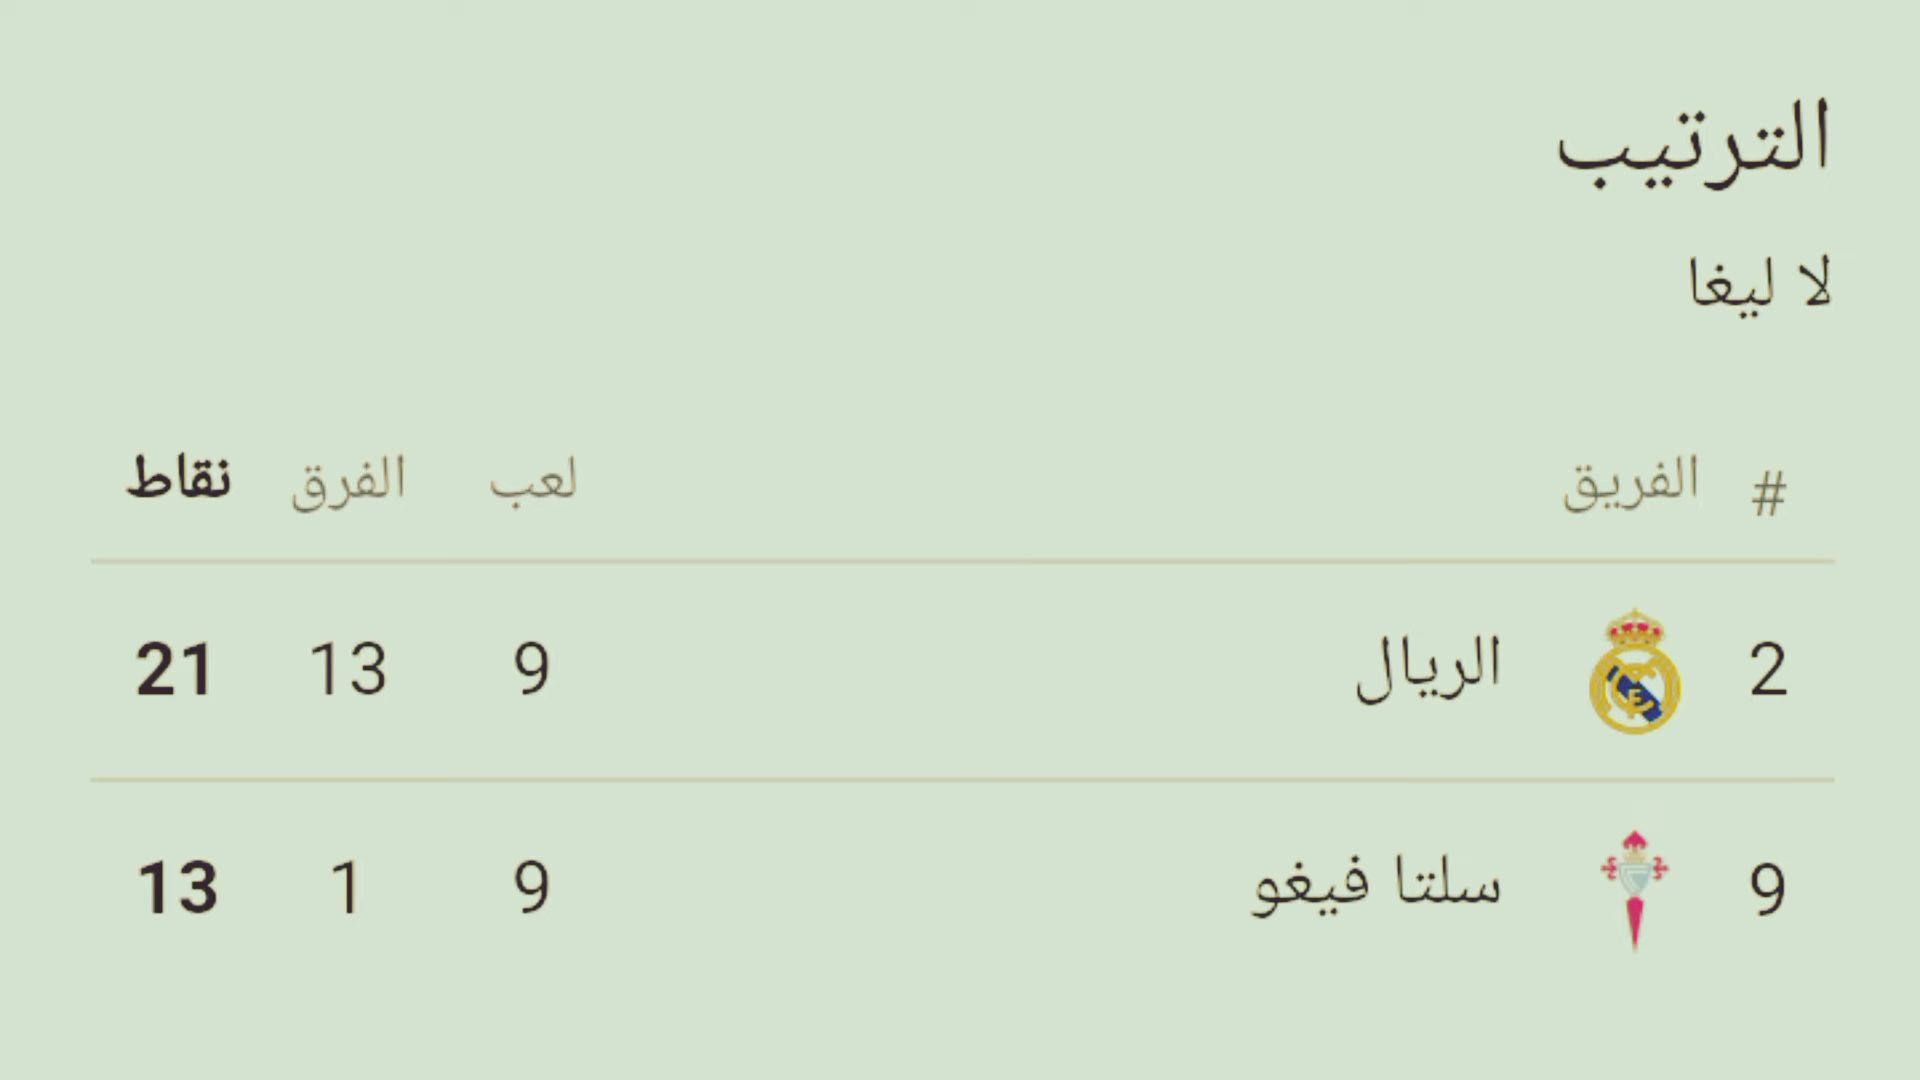 الترتيب
لا ليغا
# الفريق لعب الفرق نقاط
2 الريال 9 13 21
9 سلتا فيغو 9 1 13